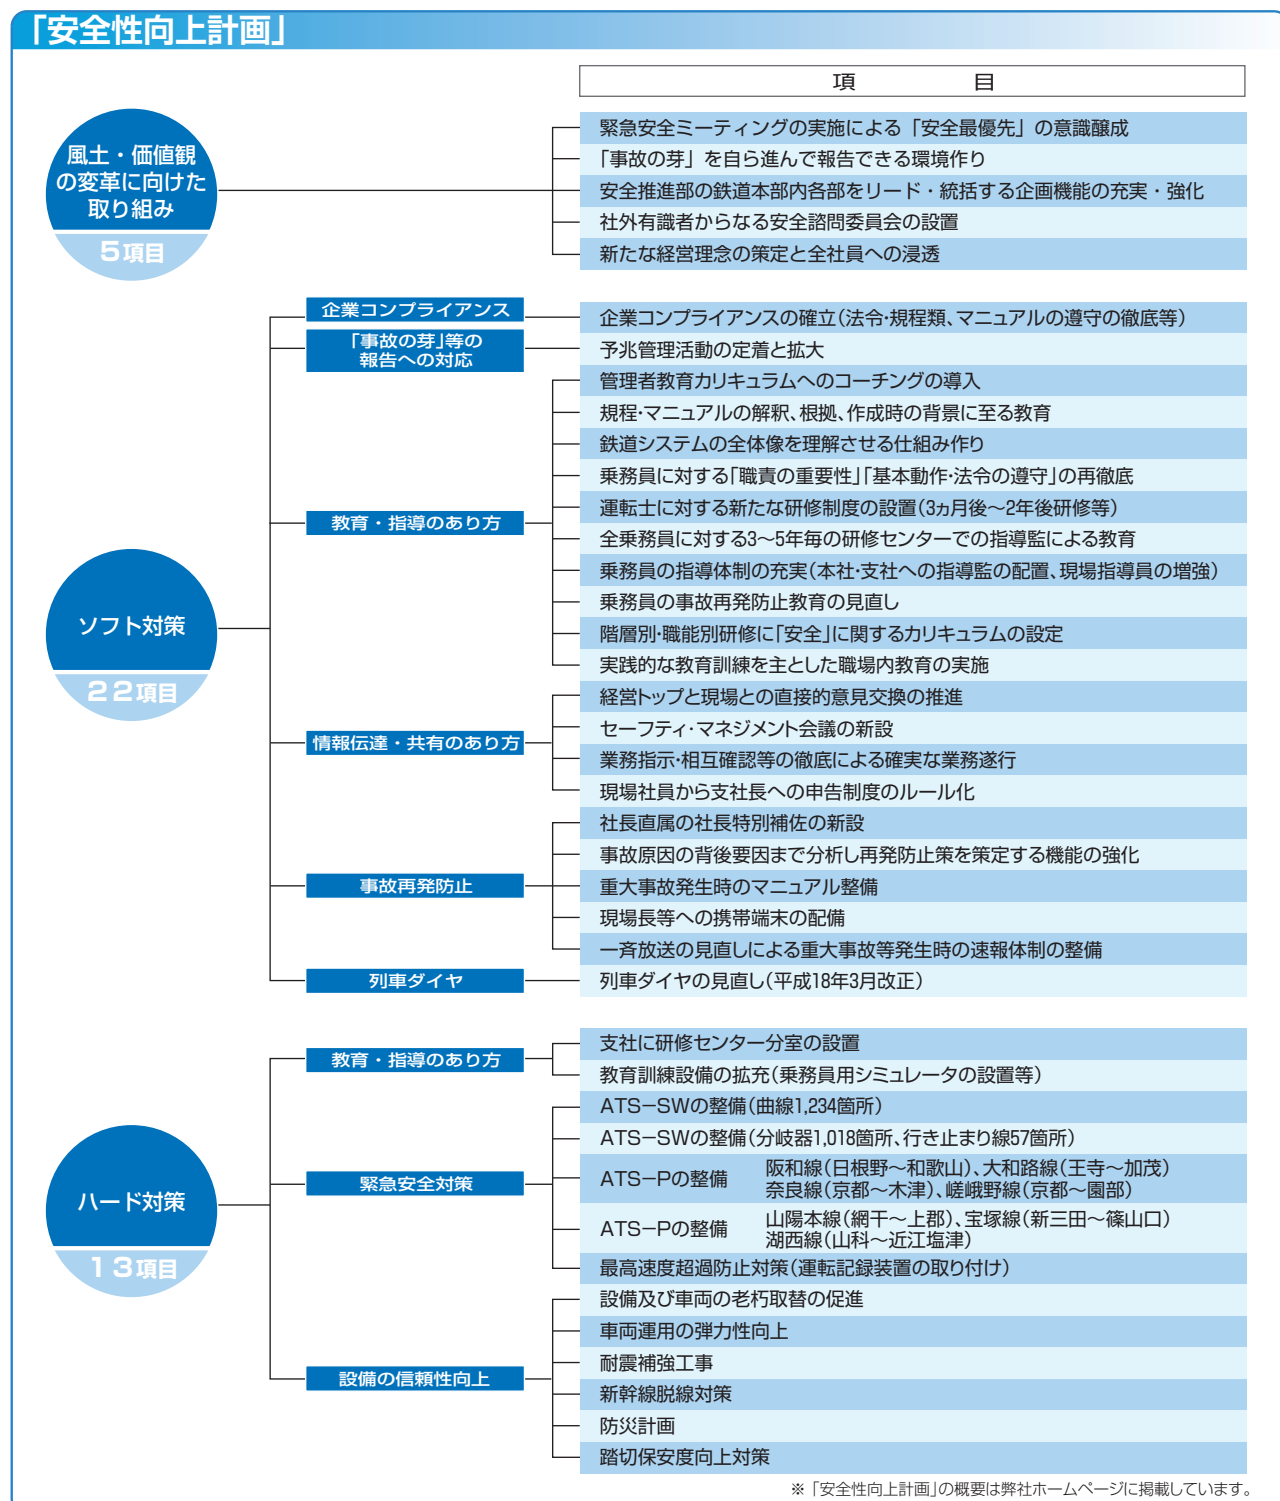 「安全性向上計画」
項 目
風土・価値観
の変革に向けた
取り組み
5項目
緊急安全ミーティングの実施による「安全最優先」の意識醸成
「事故の芽」を自ら進んで報告できる環境作り
安全推進部の鉄道本部内各部をリード・統括する企画機能の充実・強化
社外有識者からなる安全諮問委員会の設置
新たな経営理念の策定と全社員への浸透
ソフト対策
22項目
企業コンプライアンス
企業コンプライアンスの確立(法令・規程類、マニュアルの遵守の徹底等)
「事故の芽」等の
報告への対応
予兆管理活動の定着と拡大
教育・指導のあり方
管理者教育カリキュラムへのコーチングの導入
規程・マニュアルの解釈、根拠、作成時の背景に至る教育
鉄道システムの全体像を理解させる仕組み作り
乗務員に対する「職責の重要性」「基本動作・法令の遵守」の再徹底
運転士に対する新たな研修制度の設置(3ヵ月後〜2年後研修等)
全乗務員に対する3〜5年毎の研修センターでの指導監による教育
乗務員の指導体制の充実(本社・支社への指導監の配置、現場指導員の増強)
乗務員の事故再発防止教育の見直し
階層別・職能別研修に「安全」に関するカリキュラムの設定
実践的な教育訓練を主とした職場内教育の実施
情報伝達・共有のあり方
経営トップと現場との直接的意見交換の推進
セーフティ・マネジメント会議の新設
業務指示・相互確認等の徹底による確実な業務遂行
現場社員から支社長への申告制度のルール化
事故再発防止
社長直属の社長特別補佐の新設
事故原因の背後要因まで分析し再発防止策を策定する機能の強化
重大事故発生時のマニュアル整備
現場長等への携帯端末の配備
一斉放送の見直しによる重大事故等発生時の速報体制の整備
列車ダイヤ
列車ダイヤの見直し(平成18年3月改正)
ハード対策
13項目
教育・指導のあり方
支社に研修センター分室の設置
教育訓練設備の拡充(乗務員用シミュレータの設置等)
緊急安全対策
ATS−SWの整備(曲線1,234箇所)
ATS−SWの整備(分岐器1,018箇所、行き止まり線57箇所)
ATS−Pの整備 阪和線(日根野〜和歌山)、大和路線(王寺〜加茂)
奈良線(京都〜木津)、嵯峨野線(京都〜園部)
ATS−Pの整備 山陽本線(網干〜上郡)、宝塚線(新三田〜篠山口)
湖西線(山科〜近江塩津)
最高速度超過防止対策(運転記録装置の取り付け)
設備の信頼性向上
設備及び車両の老朽取替の促進
車両運用の弾力性向上
耐震補強工事
新幹線脱線対策
防災計画
踏切保安度向上対策
※「安全性向上計画」の概要は弊社ホームページに掲載しています。